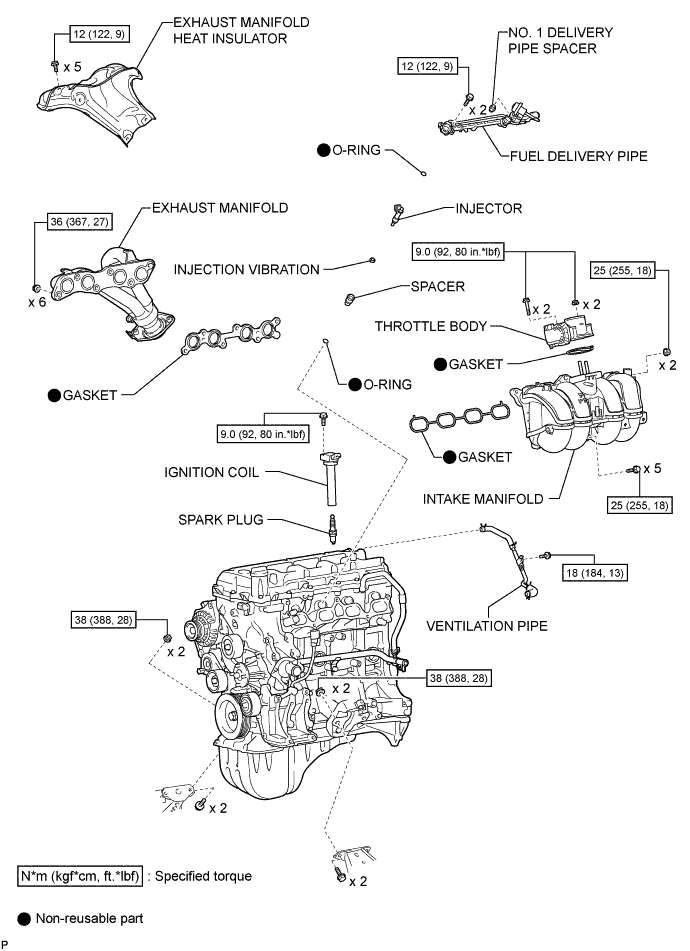 EXHAUST MANIFOLD
HEAT INSULATOR
12 (122, 9)
x 5
NO. 1 DELIVERY
PIPE SPACER
12 (122, 9)
x 2
FUEL DELIVERY PIPE
O-RING
EXHAUST MANIFOLD
36 (367, 27)
x 6
INJECTOR
INJECTION VIBRATION
9.0 (92, 80 in.*lbf)
25 (255, 18)
SPACER
x 2
x 2
THROTTLE BODY
GASKET
x 2
GASKET
O-RING
9.0 (92, 80 in.*lbf)
GASKET
IGNITION COIL
x 5
INTAKE MANIFOLD
25 (255, 18)
SPARK PLUG
18 (184, 13)
VENTILATION PIPE
38 (388, 28)
x 2
38 (388, 28)
x 2
x 2
x 2
N*m (kgf*cm, ft.*lbf) : Specified torque
Non-reusable part
P